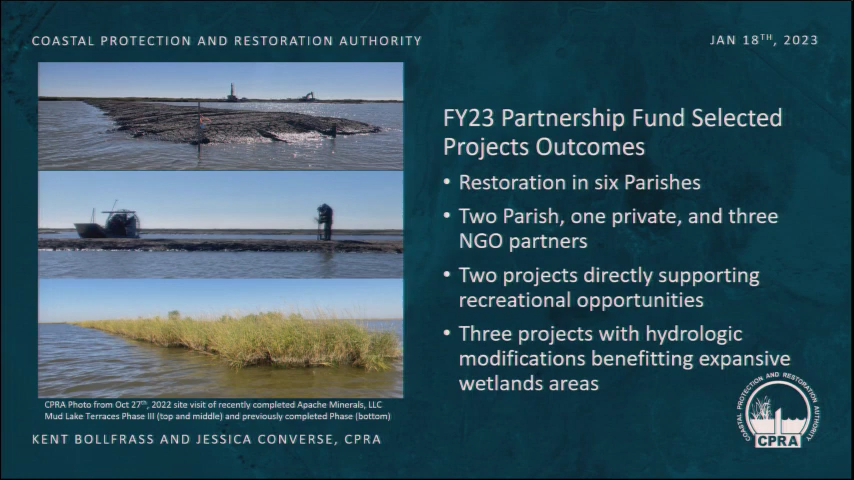 COASTAL PROTECTION AND RESTORATION AUTHORITY
JAN 18TH, 2023
FY23 Partnership Fund Selected
Projects Outcomes
• Restoration in six Parishes
• Two Parish, one private, and three
NGO partners
• Two projects directly supporting
recreational opportunities
• Three projects with hydrologic
modifications benefitting expansive
wetlands areas
CPRA Photo from Oct 27th, 2022 site visit of recently completed Apache Minerals, LLC
Mud Lake Terraces Phase III (top and middle) and previously completed Phase (bottom)
KENT BOLLFRASS AND JESSICA CONVERSE, CPRA
COASTAL PROTECTION AND RESTORATION AUTHORITY
CPRA